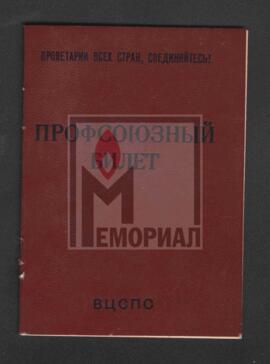 ПРОЛЕТАРИИ ВСЕХ СТРАН, СОЕДИНЯЙТЕСЬ!
ПРОФСОЮЗНЫЙ
БИЛЕТ
МЕМОРИАЛ
ВЦСПС